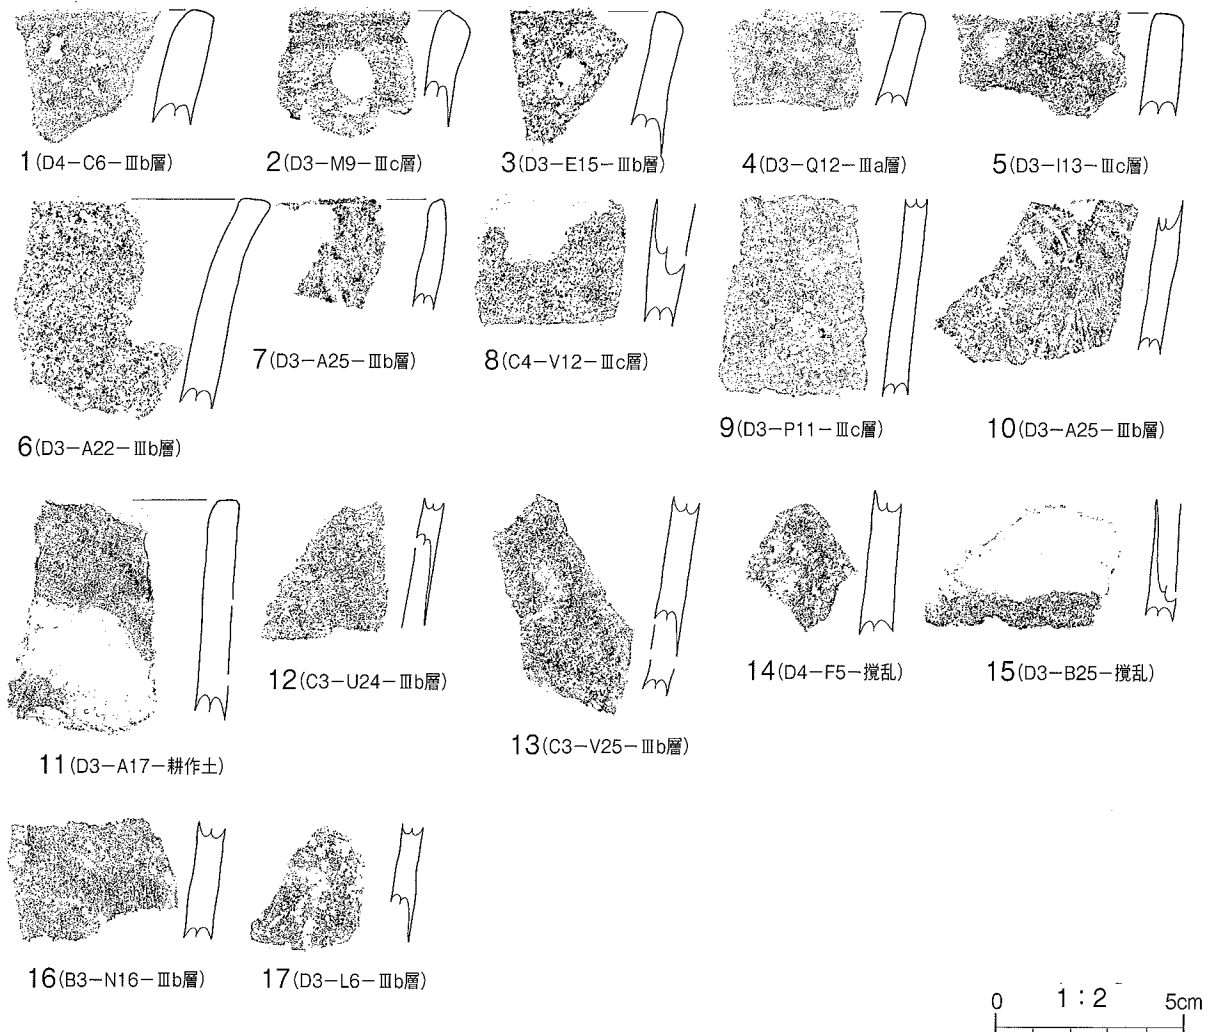 1(D4-C6-Ⅲb層)
2(D3-M9-Ⅲc層)
3(D3-E15-Ⅲb層)
4(D3-Q12-Ⅲa層)
5(D3-I13-Ⅲc層)
6(D3-A22-Ⅲb層)
7(D3-A25-Ⅲb層)
8(C4-V12-Ⅲc層)
9(D3-P11-Ⅲc層)
10(D3-A25-Ⅲb層)
11(D3-A17-耕作土)
12(C3-U24-Ⅲb層)
13(C3-V25-Ⅲb層)
14(D4-F5-撹乱)
15(D3-B25-撹乱)
16(B3-N16-Ⅲb層)
17(D3-L6-Ⅲb層)
0 1:2 5cm